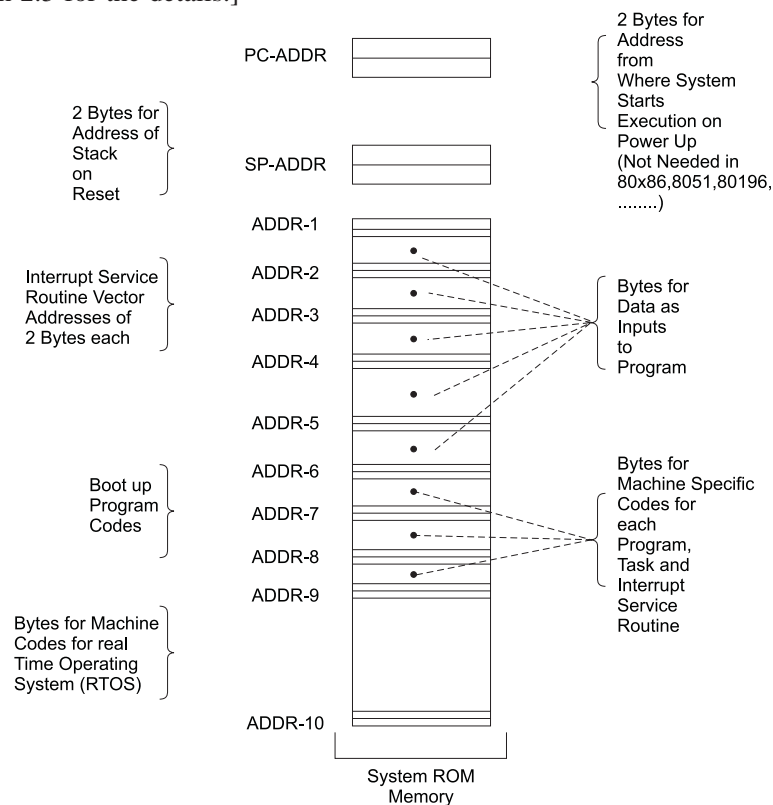 2.5 for the details.]
PC-ADDR
2 Bytes for
Address
from
Where System
Starts
Execution on
Power Up
(Not Needed in
80x86,8051,80196,
........)
2 Bytes for
Address of
Stack
on
Reset
SP-ADDR
ADDR-1
ADDR-2
ADDR-3
ADDR-4
ADDR-5
ADDR-6
ADDR-7
ADDR-8
ADDR-9
ADDR-10
Interrupt Service
Routine Vector
Addresses of
2 Bytes each
Bytes for
Data as
Inputs
to
Program
Boot up
Program
Codes
Bytes for
Machine Specific
Codes for
each
Program,
Task and
Interrupt
Service
Routine
Bytes for Machine
Codes for real
Time Operating
System (RTOS)
System ROM
Memory